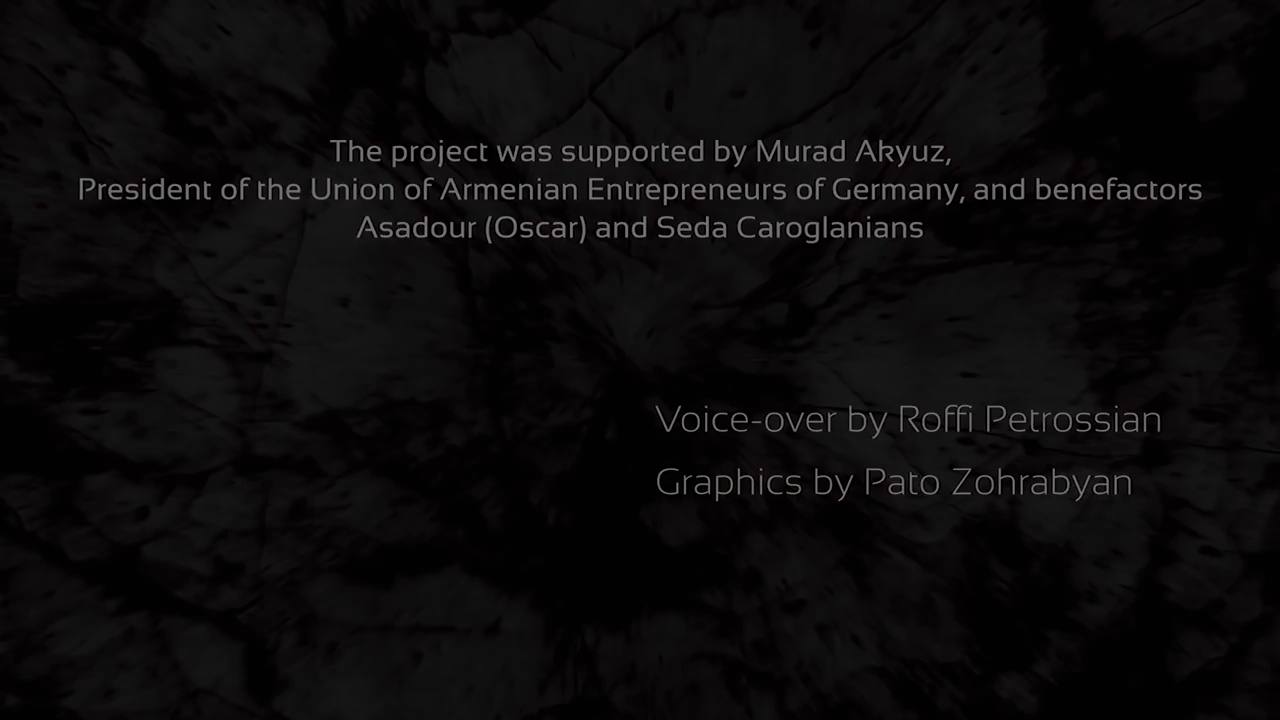 The project was supported by Murad Akyuz,
President of the Union of Armenian Entrepreneurs of Germany, and benefactors
Asadour (Oscar) and Seda Caroglanians
Voice-over by Roffi Petrossian
Graphics by Pato Zohrabyan